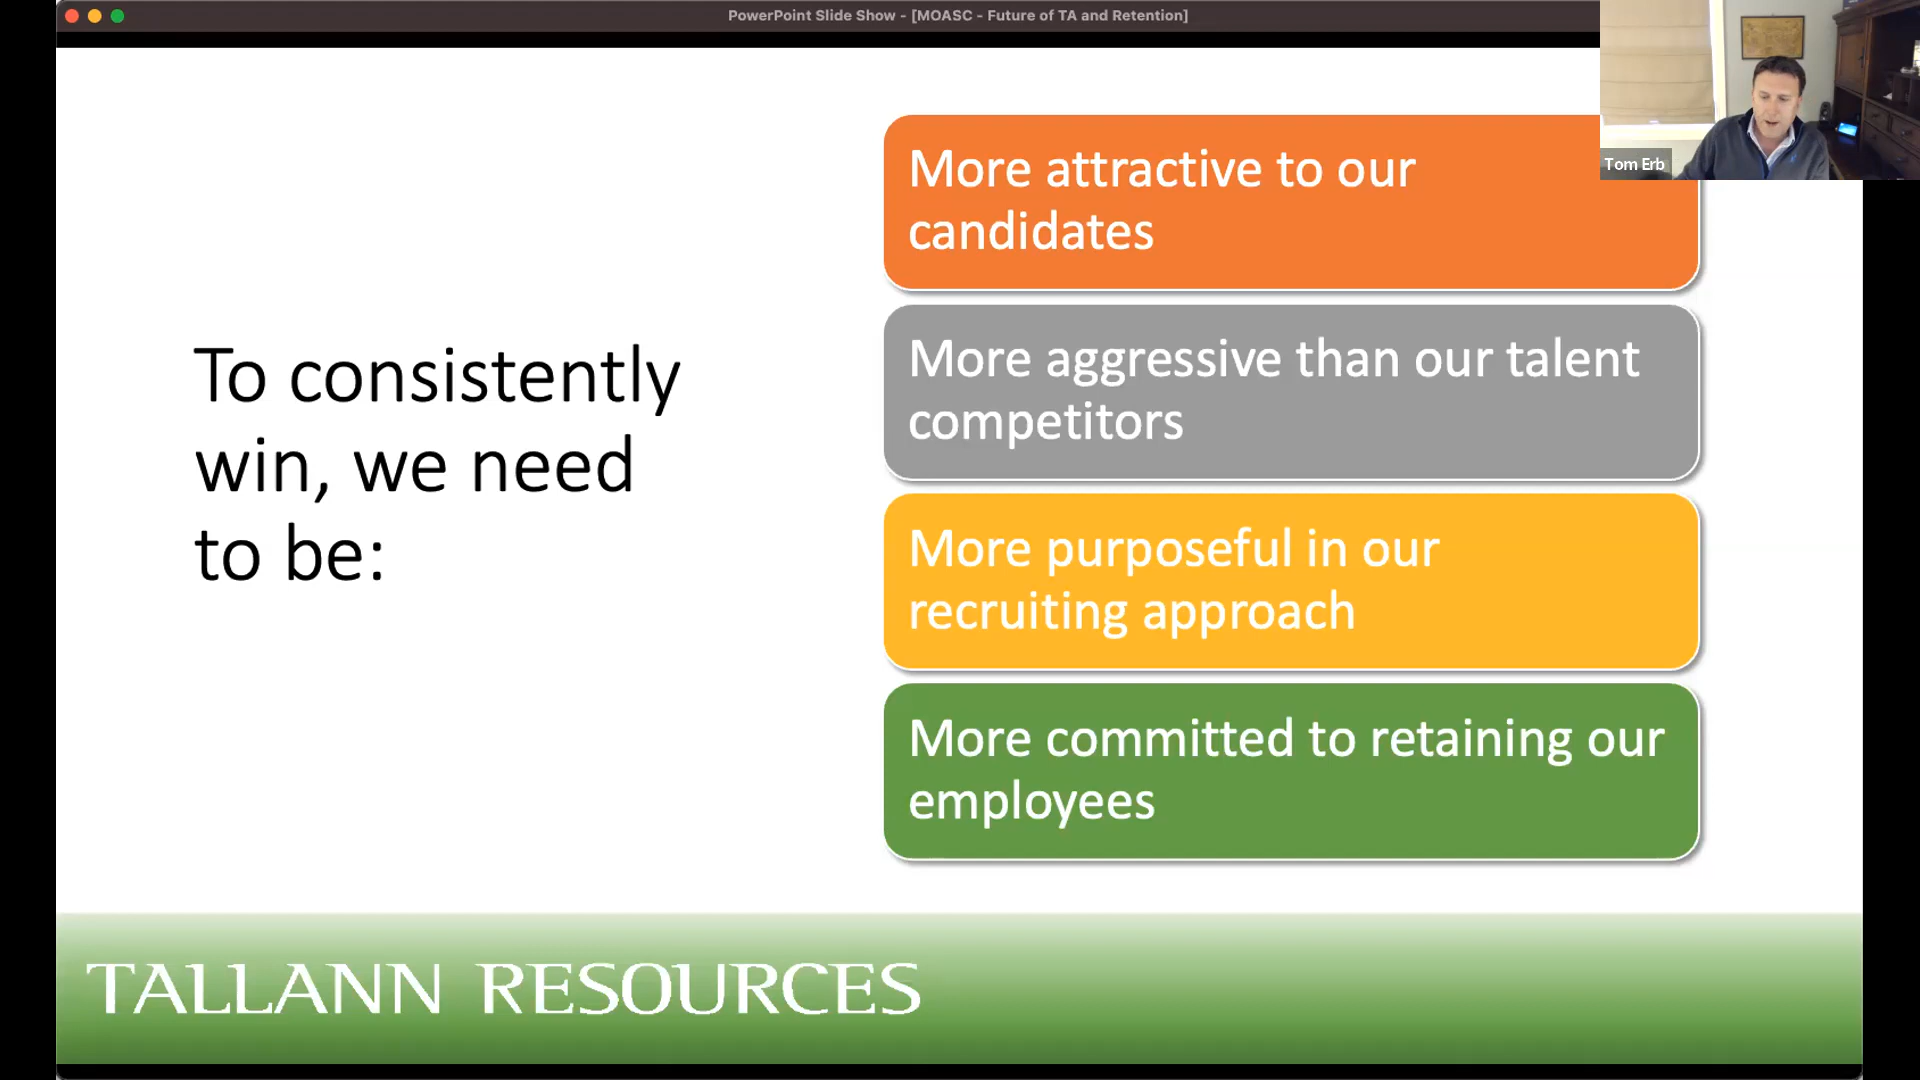 PowerPoint Slide Show - [MOASC - Future of TA and Retention]
Tom Erb
To consistently
win, we need
to be:
More attractive to our
candidates
More aggressive than our talent
competitors
More purposeful in our
recruiting approach
More committed to retaining our
employees
TALLANN RESOURCES